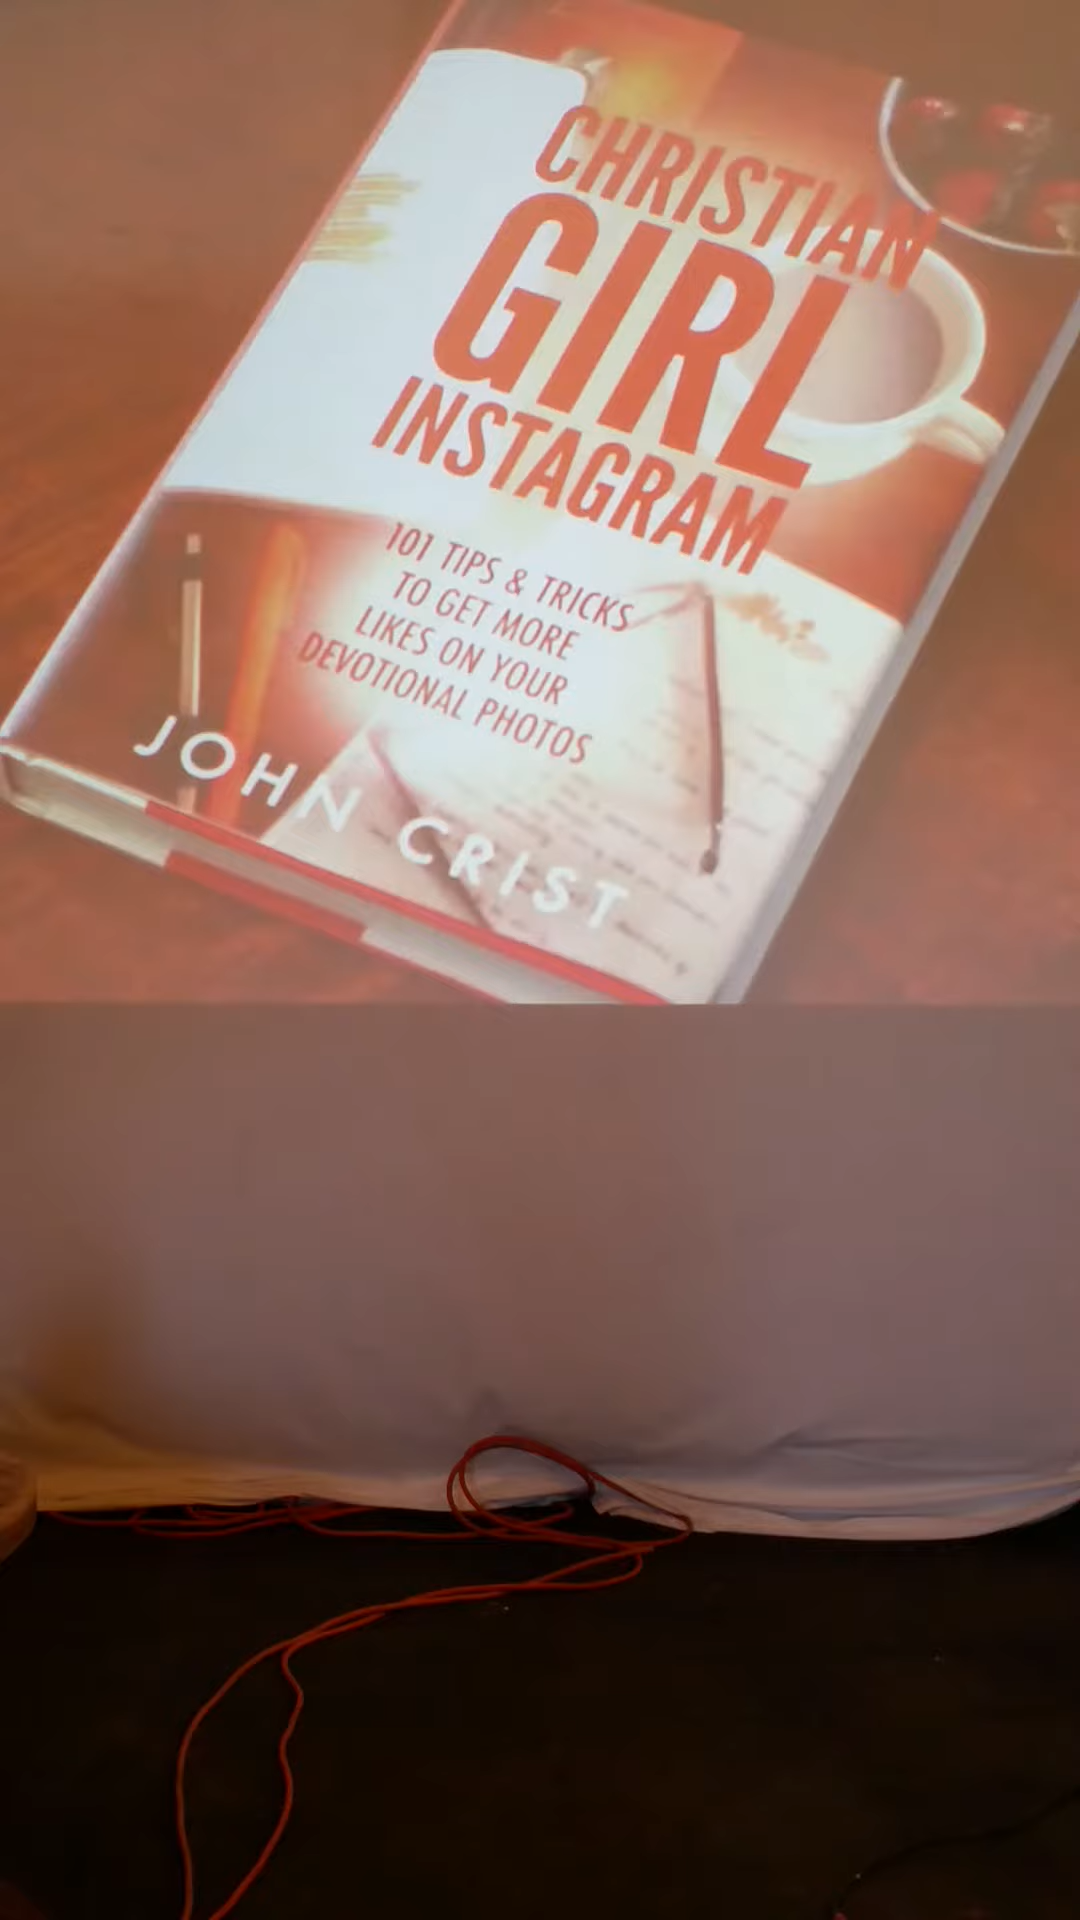 CHRISTIAN
GIRL
INSTAGRAM
101 TIPS & TRICKS
TO GET MORE
LIKES ON YOUR
DEVOTIONAL PHOTOS
JOHN CRIST